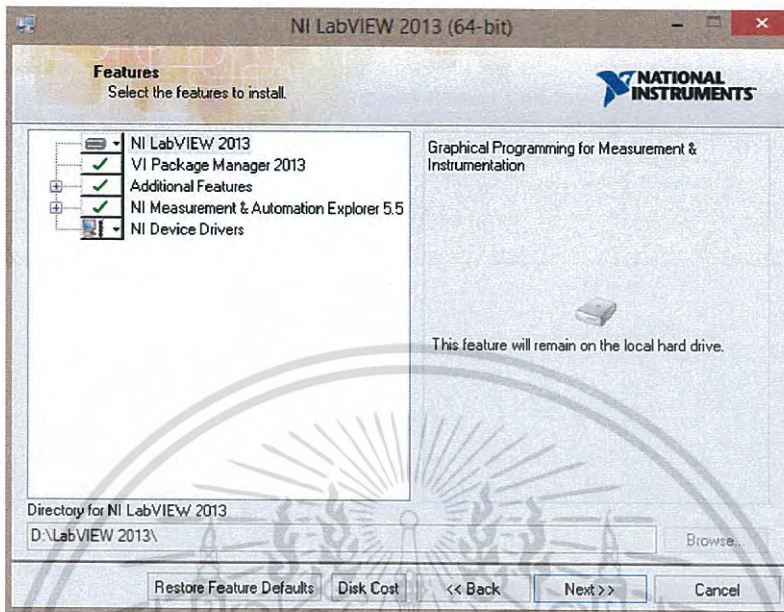 NI LabVIEW 2013 (64-bit)
Features
Select the features to install.
NATIONAL INSTRUMENTS
NI LabVIEW 2013
VI Package Manager 2013
Additional Features
NI Measurement & Automation Explorer 5.5
NI Device Drivers
Graphical Programming for Measurement &
Instrumentation
This feature will remain on the local hard drive.
Directory for NI LabVIEW 2013
D:\LabVIEW 2013\
Browse..
Restore Feature Defaults
Disk Cost
<< Back
Next >>
Cancel